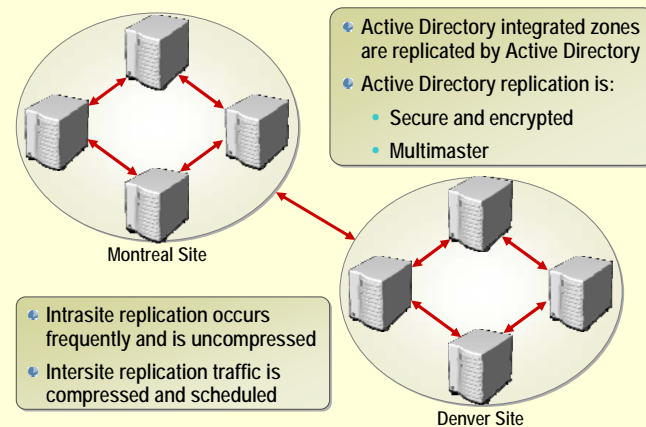 Active Directory integrated zones
are replicated by Active Directory
Active Directory replication is:
Secure and encrypted
Multimaster
Montreal Site
Intrasite replication occurs
frequently and is uncompressed
Intersite replication traffic is
compressed and scheduled
Denver Site